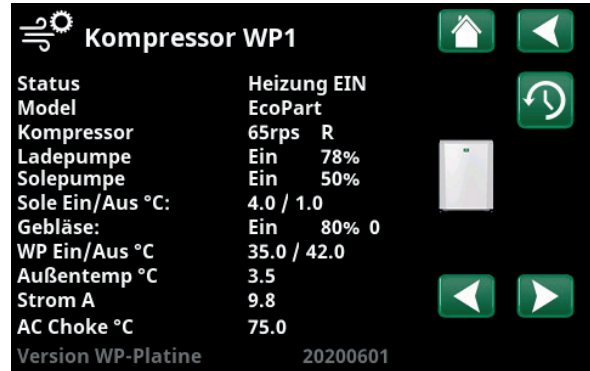 Kompressor WP1
Status Heizung EIN
Model EcoPart
Kompressor 65rps R
Ladepumpe Ein 78%
Solepumpe Ein 50%
Sole Ein/Aus °C: 4.0 / 1.0
Gebläse: Ein 80% 0
WP Ein/Aus °C 35.0 / 42.0
Außentemp °C 3.5
Strom A 9.8
AC Choke °C 75.0
Version WP-Platine 20200601